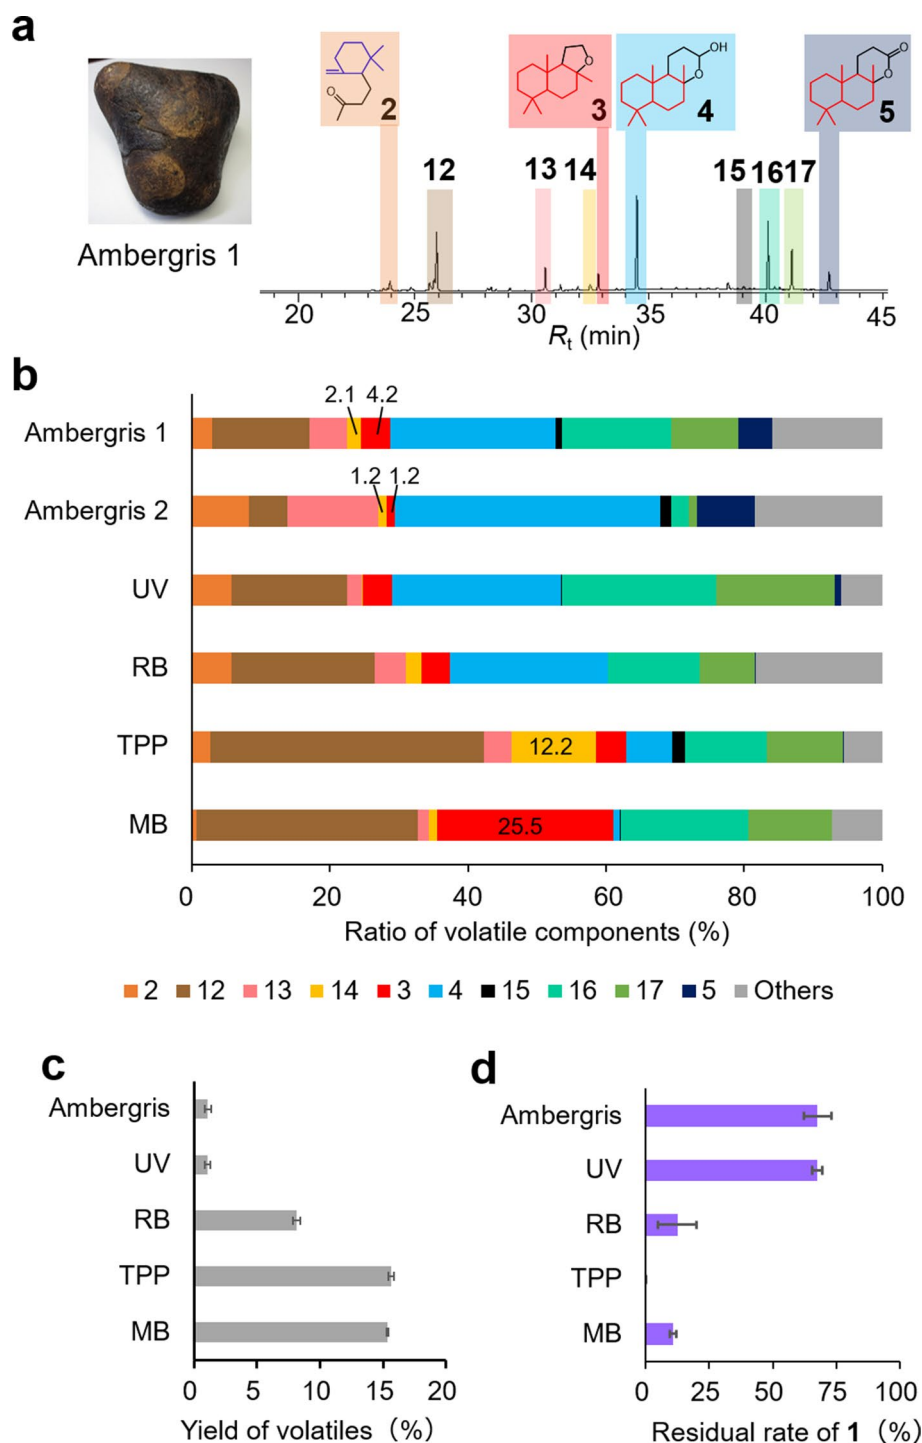 a
O
2
O
3
OH
O
4
O
O
5
12
13
14
15
16
17
Ambergris 1
20 25 30 35 40 45
Rt (min)
b
2.1 4.2
Ambergris 1
1.2 1.2
Ambergris 2
UV
RB
TPP 12.2
MB 25.5
0 20 40 60 80 100
Ratio of volatile components (%)
2 12 13 14 3 4 15 16 17 5 Others
c
Ambergris
UV
RB
TPP
MB
0 5 10 15 20
Yield of volatiles (%)
d
Ambergris
UV
RB
TPP
MB
0 25 50 75 100
Residual rate of 1 (%)